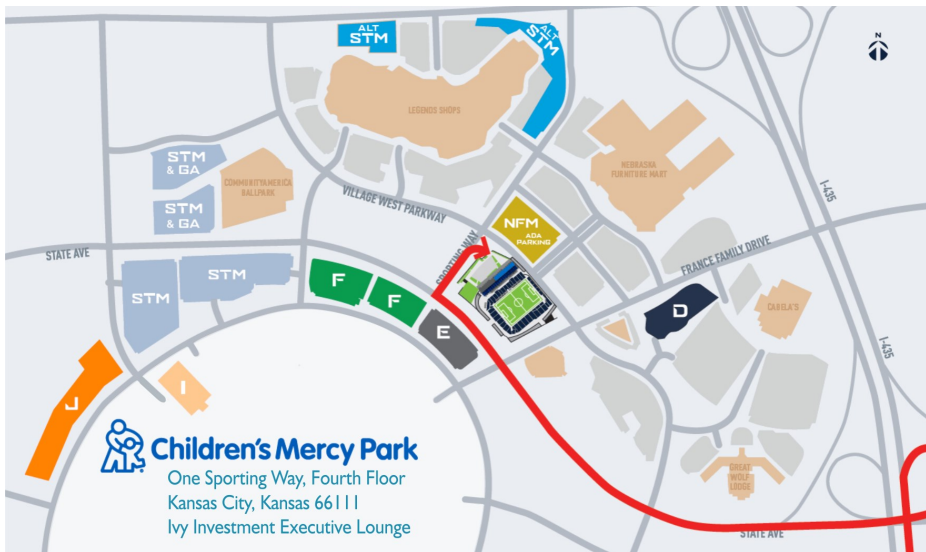 N
ALT
STM
ALT
STM
LEGENDS SHOPS
STM
& GA
COMMUNITYAMERICA
BALLPARK
STM
& GA
NEBRASKA
FURNITURE MART
I-435
VILLAGE WEST PARKWAY
NFM
ADA
PARKING
SPORTING WAY
STATE AVE
FRANCE FAMILY DRIVE
STM
STM
F
F
E
D
CABELA'S
I-435
J
I
GREAT
WOLF
LODGE
STATE AVE
Children's Mercy Park
One Sporting Way, Fourth Floor
Kansas City, Kansas 66111
Ivy Investment Executive Lounge